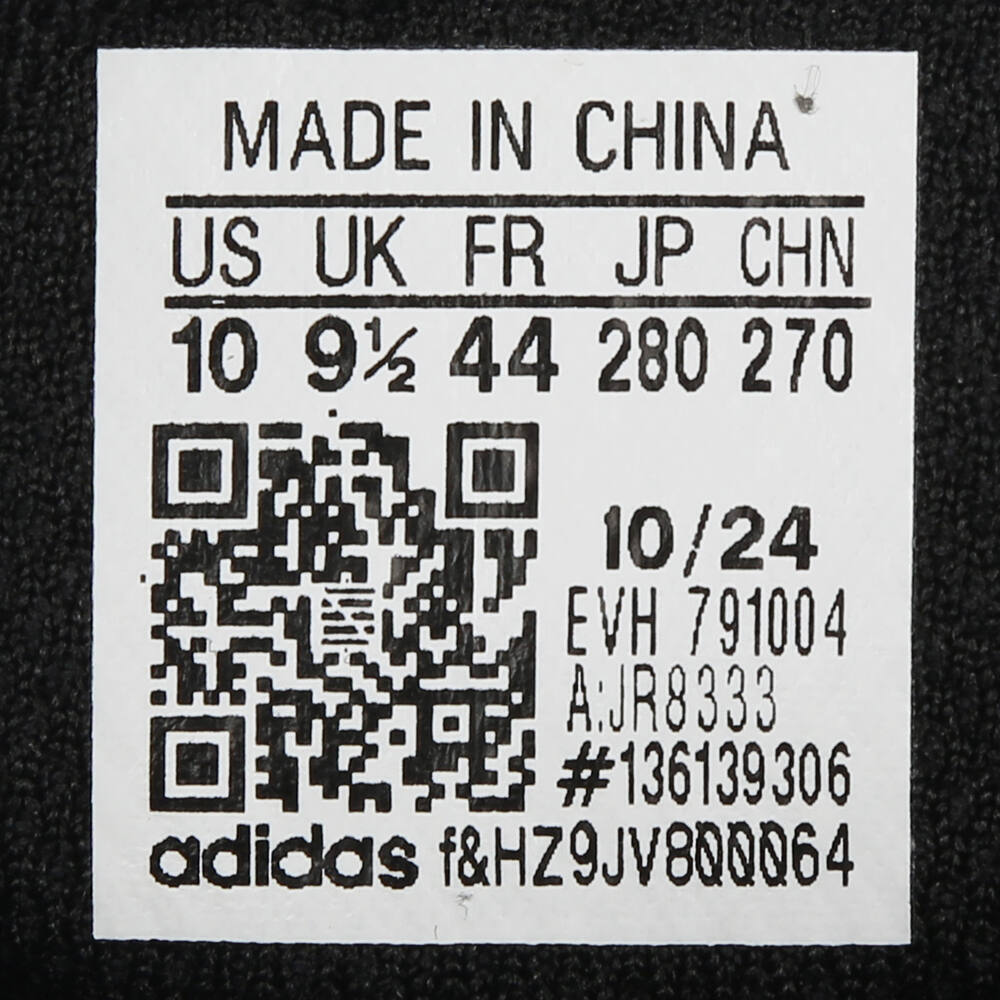 MADE IN CHINA
US UK FR JP CHN
10 9½ 44 280 270
10/24
EVH 791004
A:JR8333
#136139306
adidas f&HZ9JV8000064